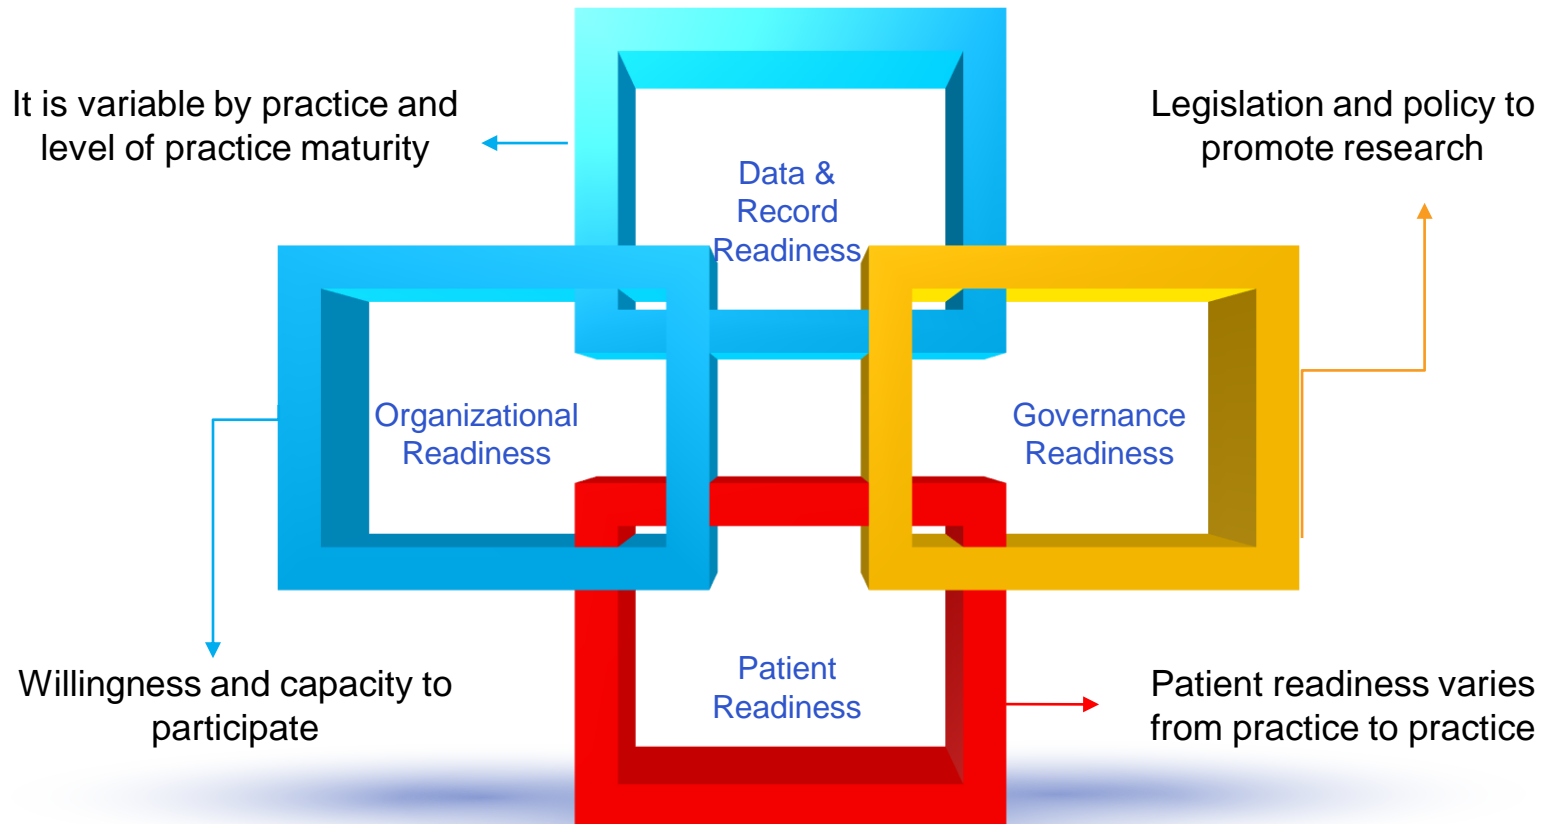 It is variable by practice and
level of practice maturity
Data &
Record
Readiness
Legislation and policy to
promote research
Organizational
Readiness
Governance
Readiness
Willingness and capacity to
participate
Patient
Readiness
Patient readiness varies
from practice to practice